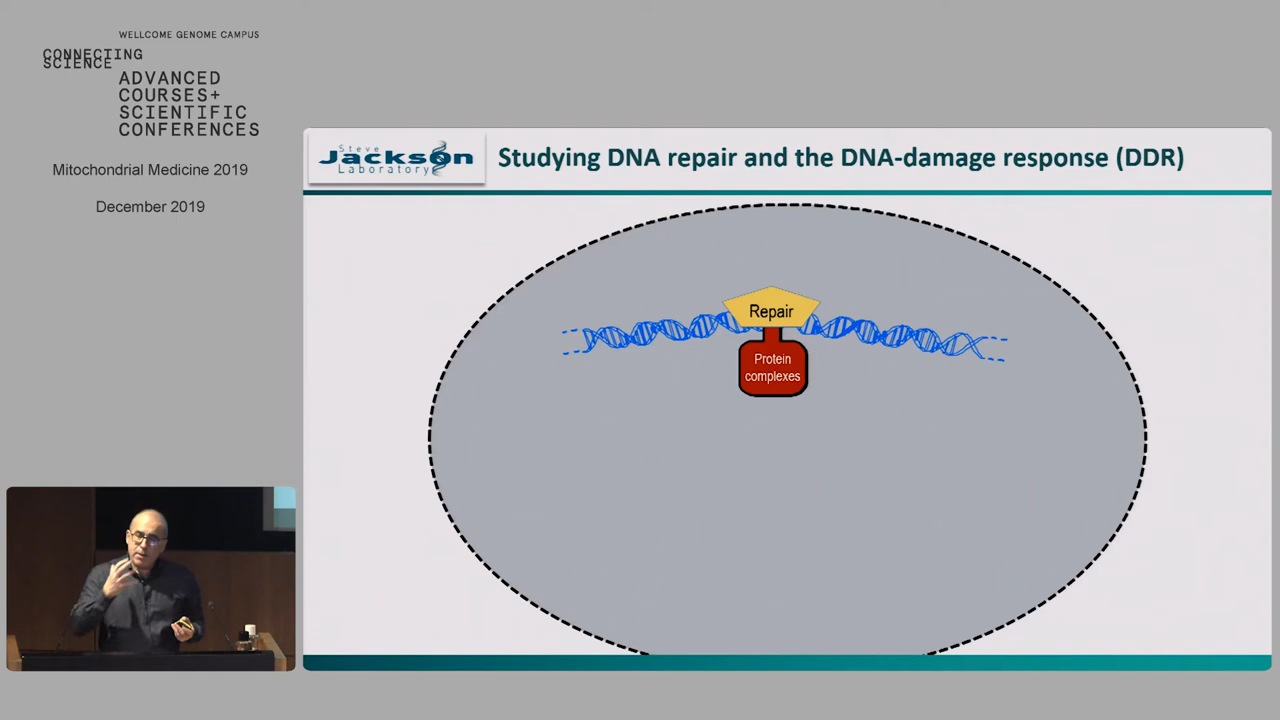 WELLCOME GENOME CAMPUS
CONNECTING
SCIENCE
ADVANCED
COURSES+
SCIENTIFIC
CONFERENCES
Mitochondrial Medicine 2019
December 2019
Steve
Jackson
Laboratory
Studying DNA repair and the DNA-damage response (DDR)
Repair
Protein
complexes